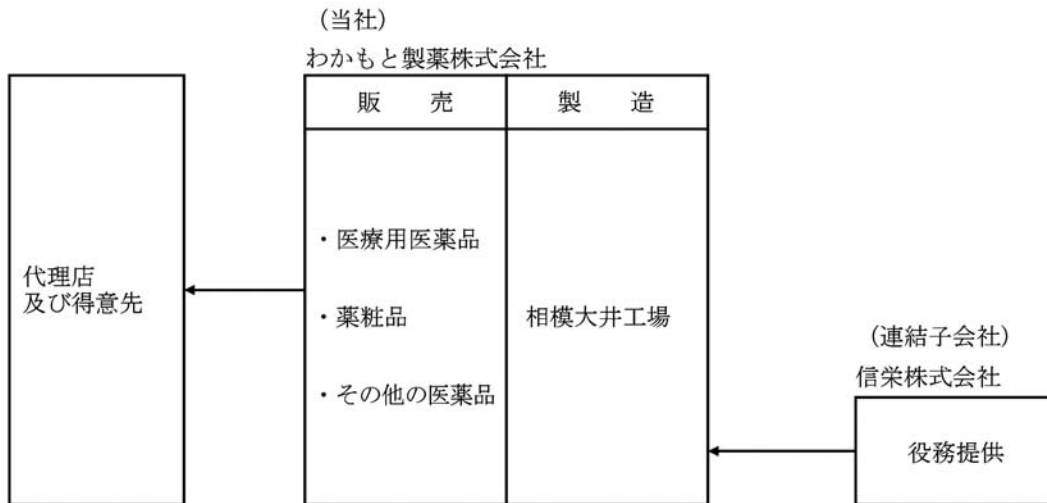 （当社）
わかもと製薬株式会社
販　売
製　造
代理店
及び得意先
・医療用医薬品
・薬粧品
・その他の医薬品
相模大井工場
（連結子会社）
信栄株式会社
役務提供